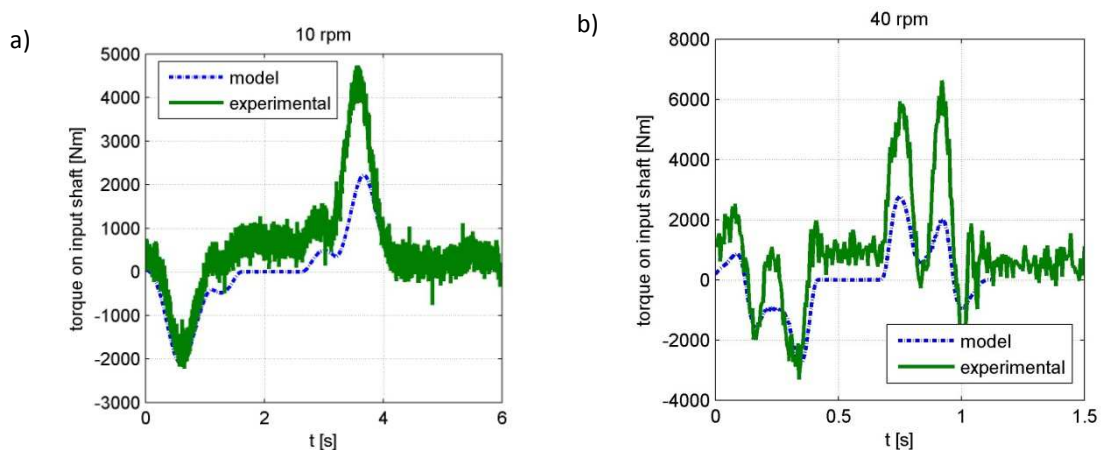 a)
10 rpm
torque on input shaft [Nm]
5000
4000
3000
2000
1000
0
-1000
-2000
-3000
model
experimental
0
2
4
6
t [s]
b)
40 rpm
torque on input shaft [Nm]
8000
6000
4000
2000
0
-2000
-4000
model
experimental
0
0.5
1
1.5
t [s]